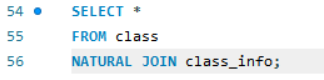 54 ● SELECT *
55 FROM class
56 NATURAL JOIN class_info;